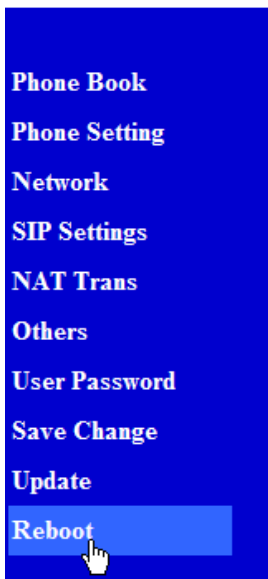 Phone Book
Phone Setting
Network
SIP Settings
NAT Trans
Others
User Password
Save Change
Update
Reboot